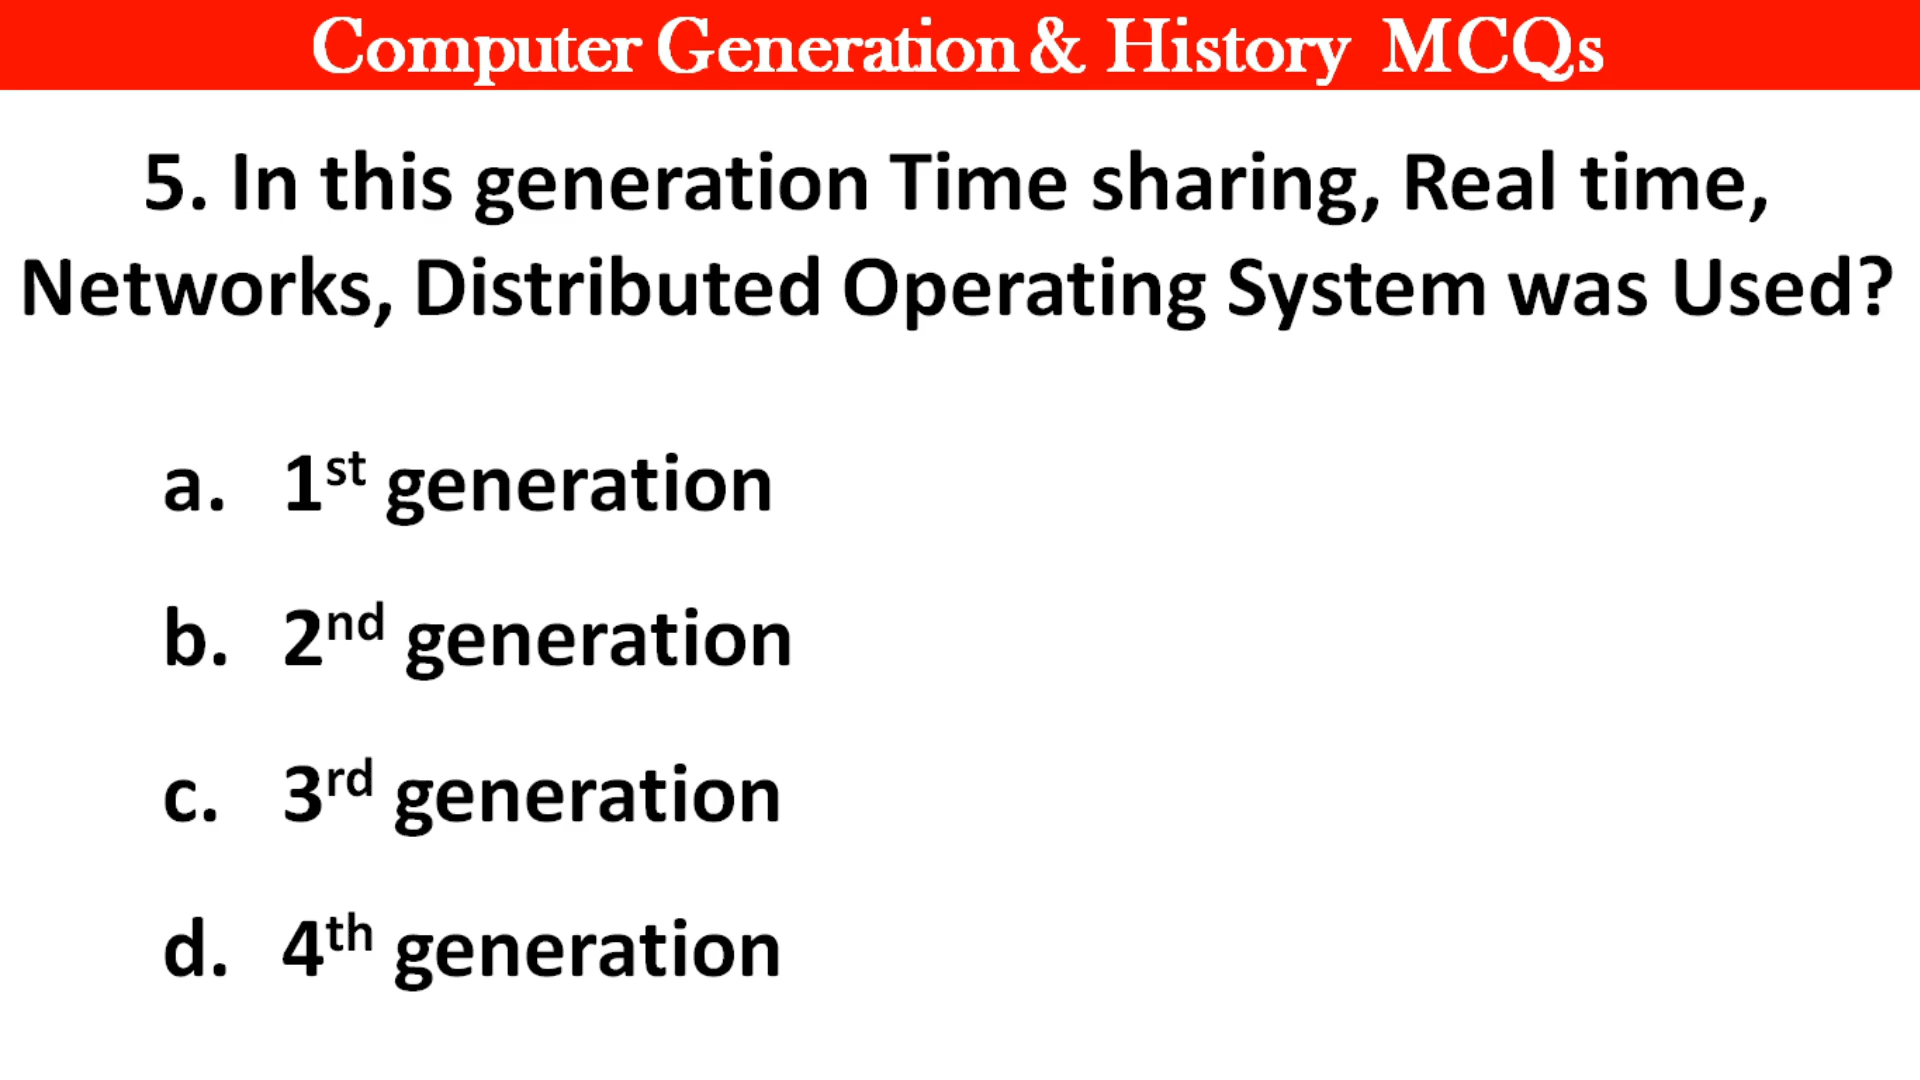 Computer Generation & History MCQs
5. In this generation Time sharing, Real time,
Networks, Distributed Operating System was Used?
a. 1st generation
b. 2nd generation
c. 3rd generation
d. 4th generation